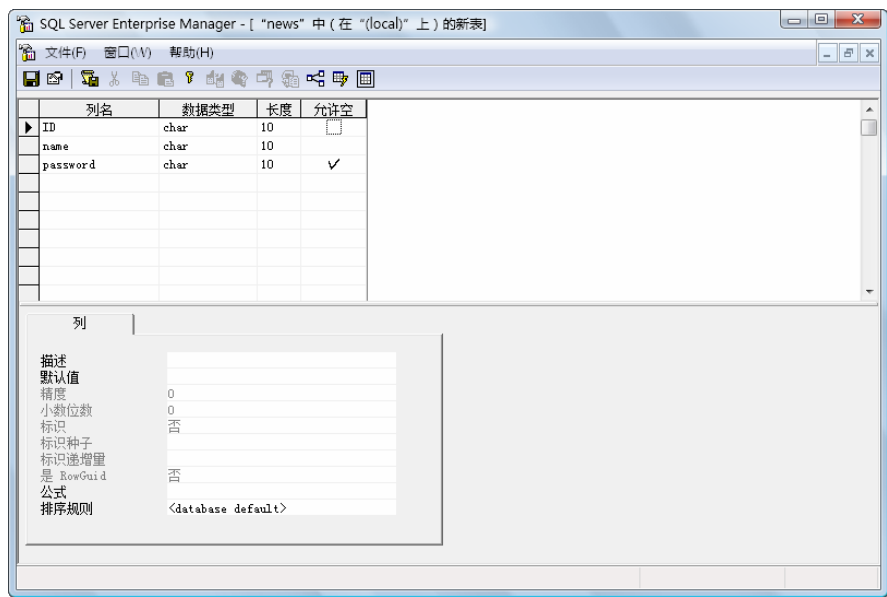 SQL Server Enterprise Manager - [ “news” 中 ( 在 “(local)” 上 ) 的新表]
文件(F) 窗口(W) 帮助(H)
列名 数据类型 长度 允许空
ID char 10
name char 10
password char 10
列
描述
默认值
精度 0
小数位数 0
标识 否
标识种子
标识递增量
是 RowGuid 否
公式
排序规则 <database default>